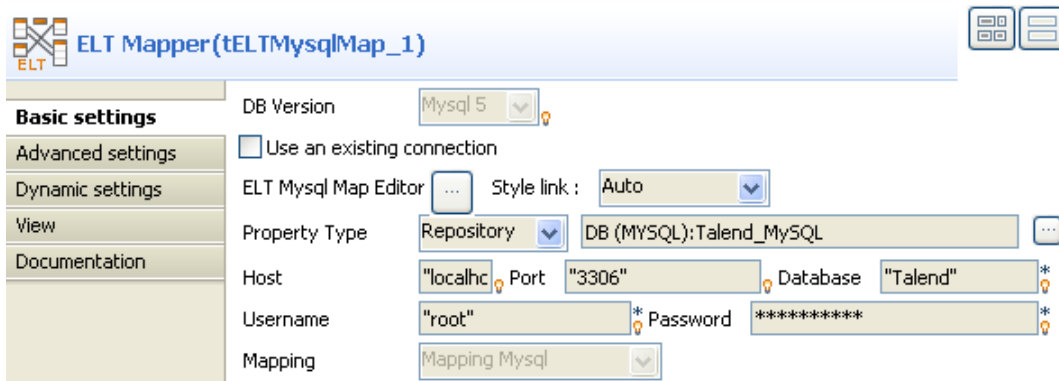 ELT Mapper(tELTMysqlMap_1)
ELT
Basic settings
Advanced settings
Dynamic settings
View
Documentation
DB Version Mysql 5
Use an existing connection
ELT Mysql Map Editor ... Style link : Auto
Property Type Repository DB (MYSQL):Talend_MySQL ...
Host "localhc Port "3306" Database "Talend" *
Username "root" * Password ********** *
Mapping Mapping Mysql